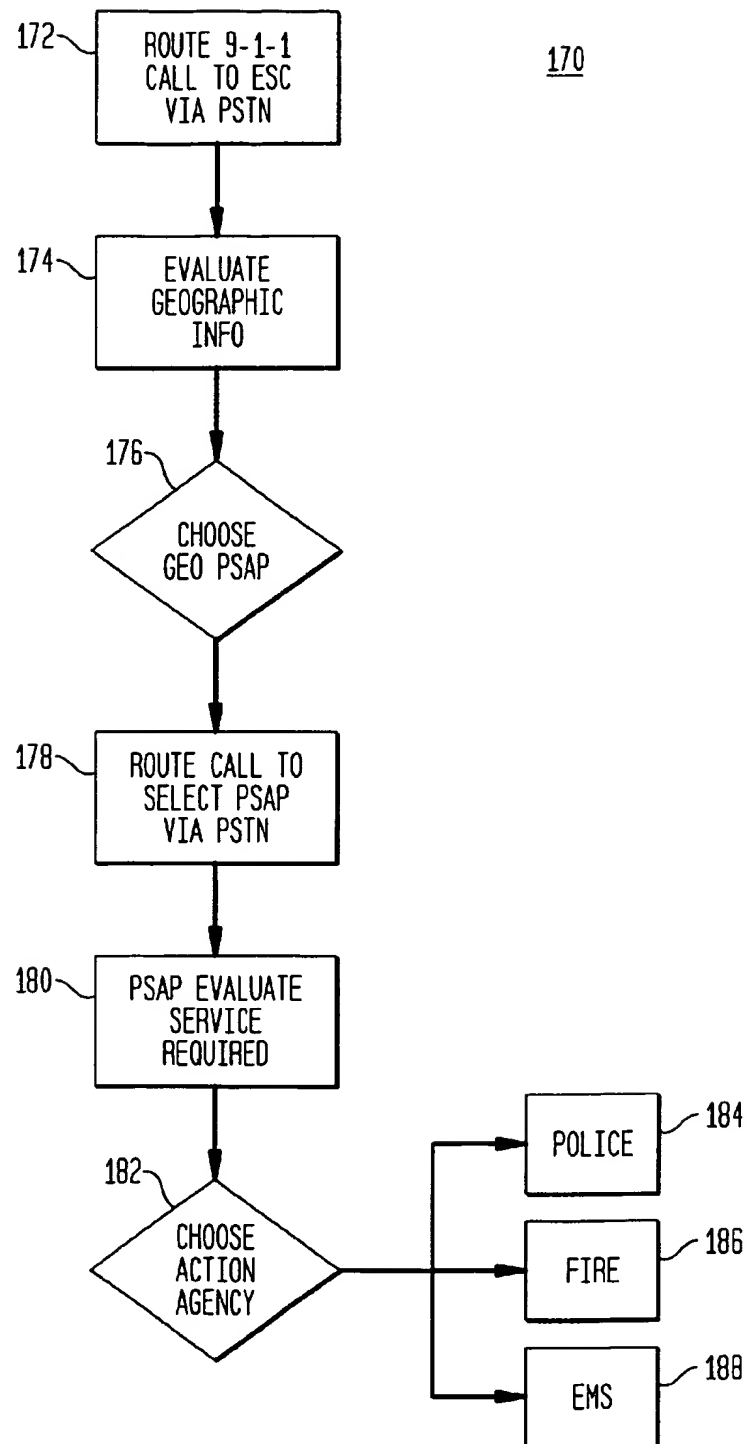 172
ROUTE 9-1-1
CALL TO ESC
VIA PSTN
170
174
EVALUATE
GEOGRAPHIC
INFO
176
CHOOSE
GEO PSAP
178
ROUTE CALL TO
SELECT PSAP
VIA PSTN
180
PSAP EVALUATE
SERVICE
REQUIRED
182
CHOOSE
ACTION
AGENCY
POLICE
184
FIRE
186
EMS
188